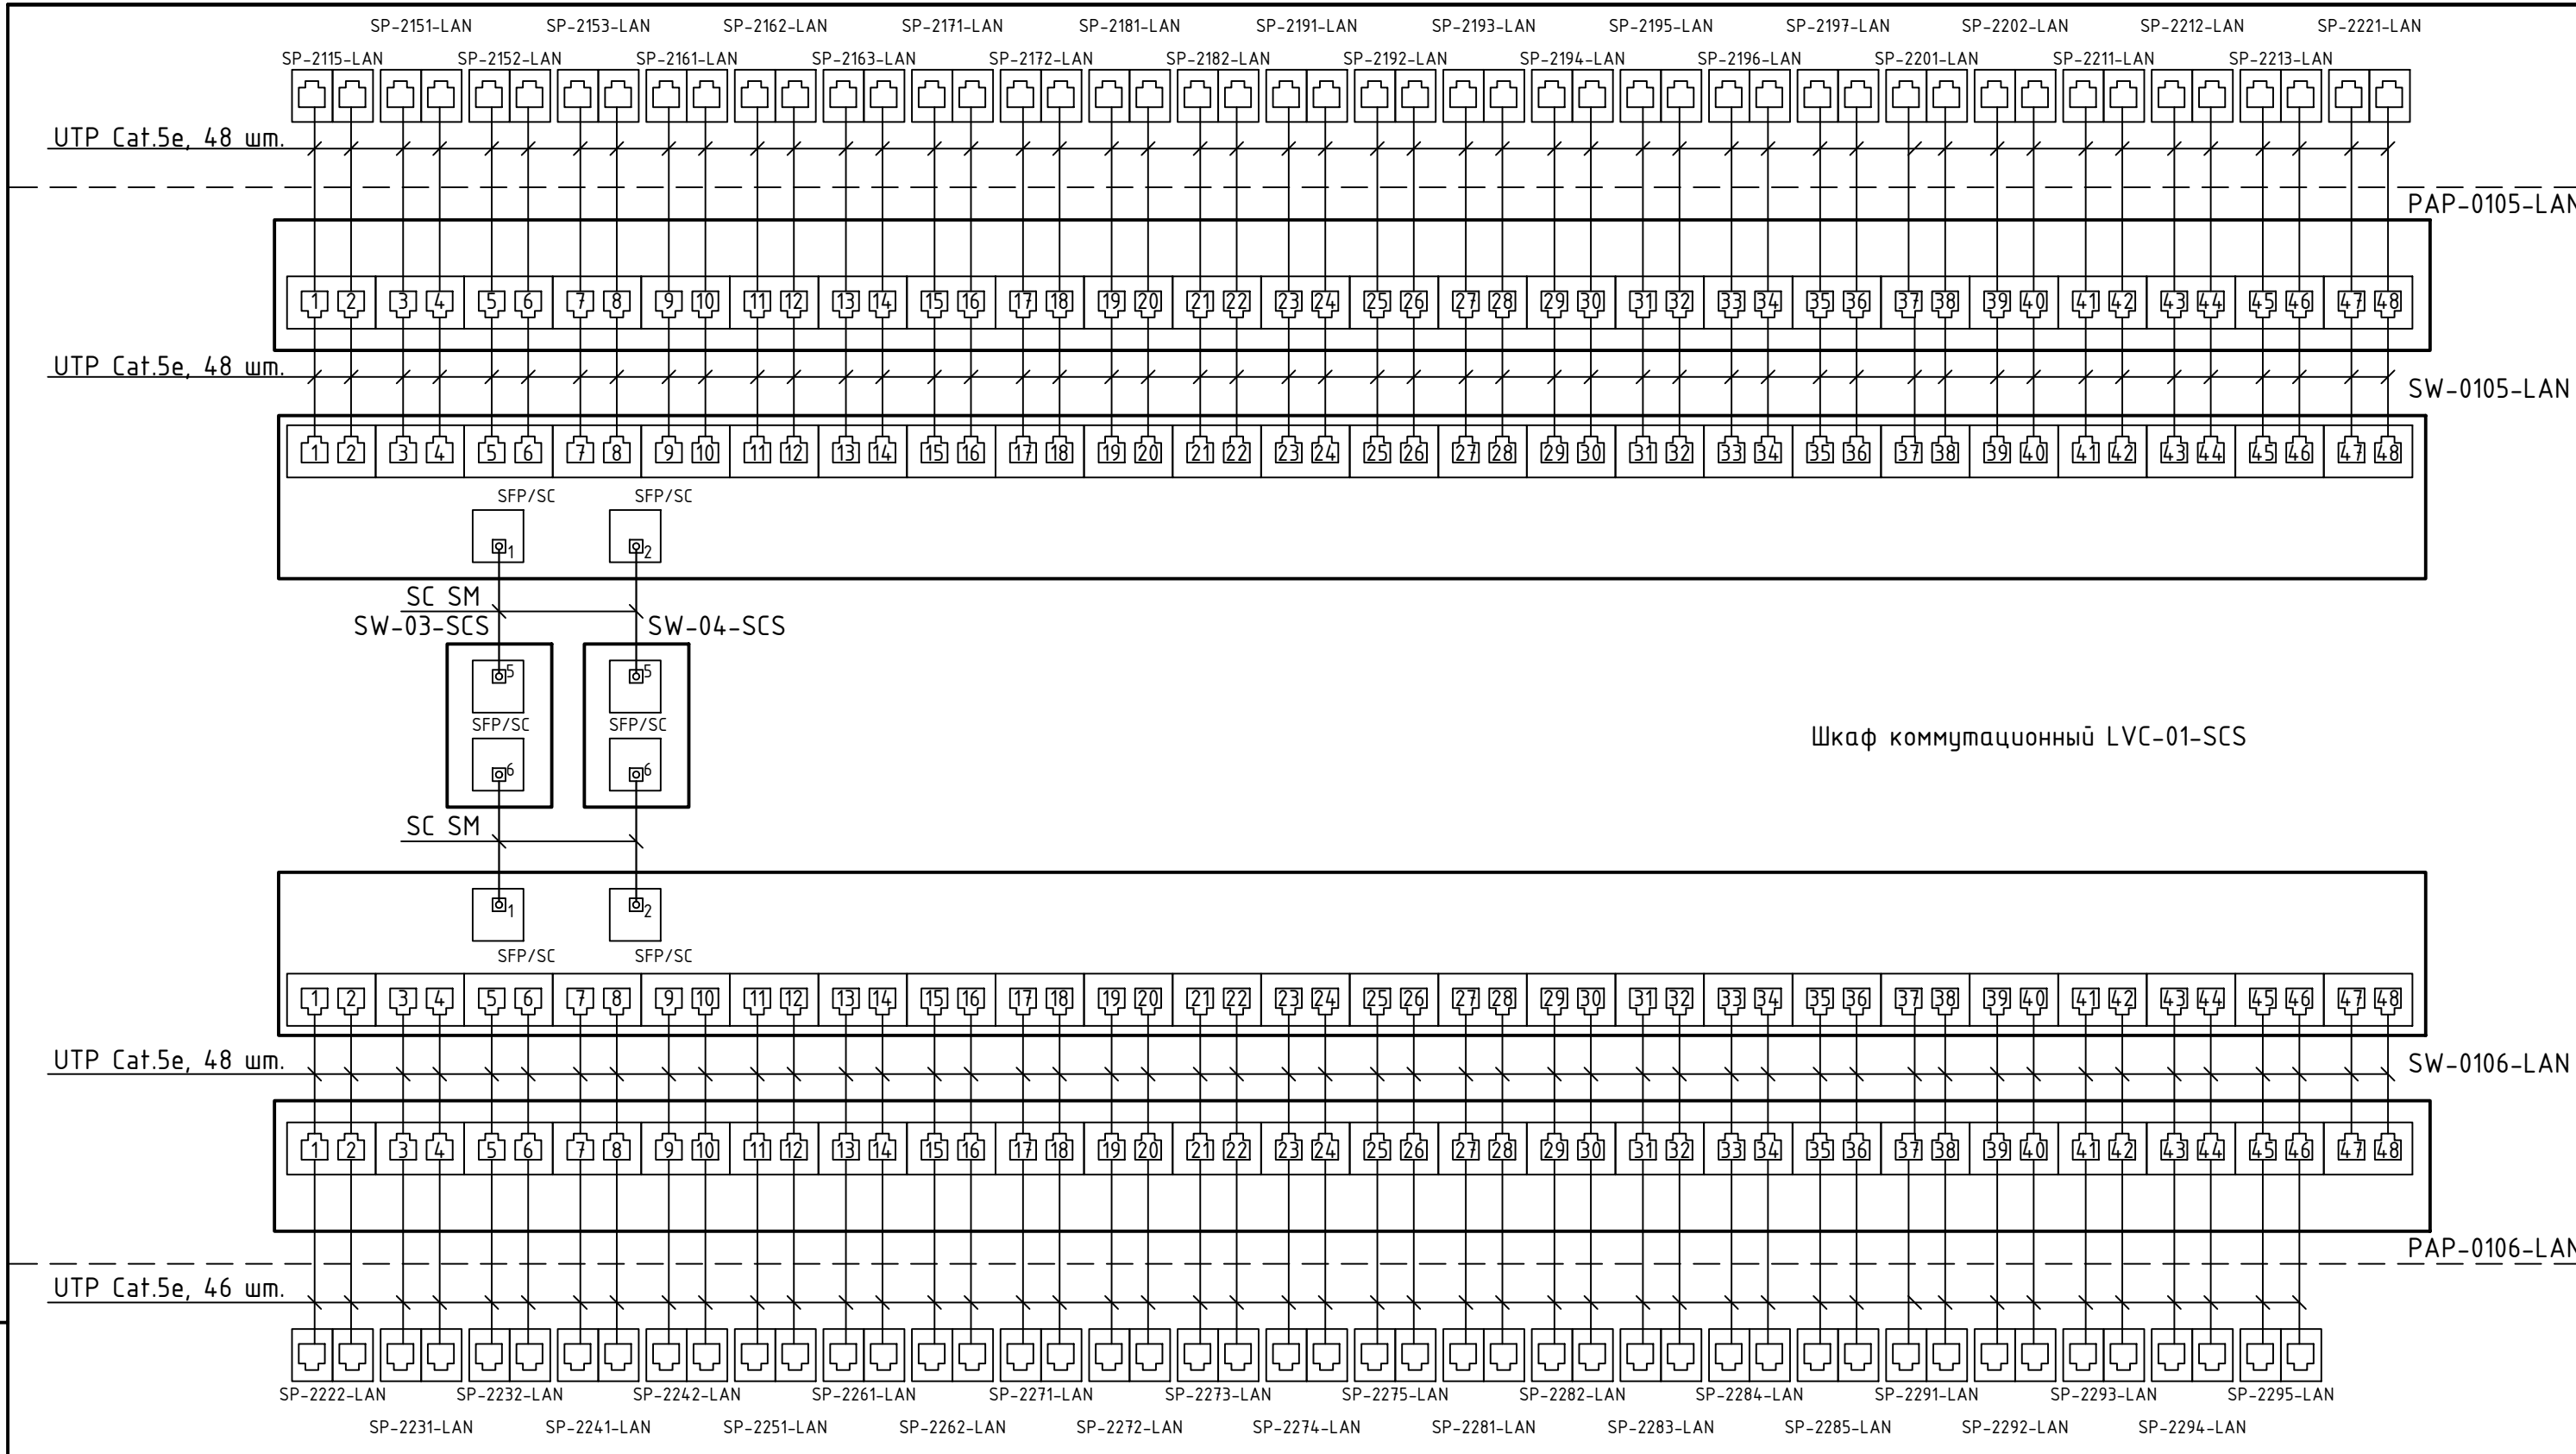 SP-2151-LAN SP-2153-LAN SP-2162-LAN SP-2171-LAN SP-2181-LAN SP-2191-LAN SP-2193-LAN SP-2195-LAN SP-2197-LAN SP-2202-LAN SP-2212-LAN SP-2221-LAN
SP-2115-LAN SP-2152-LAN SP-2161-LAN SP-2163-LAN SP-2172-LAN SP-2182-LAN SP-2192-LAN SP-2194-LAN SP-2196-LAN SP-2201-LAN SP-2211-LAN SP-2213-LAN
UTP Cat.5e, 48 шт.
PAP-0105-LAN
1 2 3 4 5 6 7 8 9 10 11 12 13 14 15 16 17 18 19 20 21 22 23 24 25 26 27 28 29 30 31 32 33 34 35 36 37 38 39 40 41 42 43 44 45 46 47 48
UTP Cat.5e, 48 шт.
SW-0105-LAN
1 2 3 4 5 6 7 8 9 10 11 12 13 14 15 16 17 18 19 20 21 22 23 24 25 26 27 28 29 30 31 32 33 34 35 36 37 38 39 40 41 42 43 44 45 46 47 48
SFP/SC SFP/SC
1 2
SC SM
SW-03-SCS SW-04-SCS
5 5
SFP/SC SFP/SC
Шкаф коммутационный LVC-01-SCS
6 6
SC SM
1 2
SFP/SC SFP/SC
1 2 3 4 5 6 7 8 9 10 11 12 13 14 15 16 17 18 19 20 21 22 23 24 25 26 27 28 29 30 31 32 33 34 35 36 37 38 39 40 41 42 43 44 45 46 47 48
UTP Cat.5e, 48 шт.
SW-0106-LAN
1 2 3 4 5 6 7 8 9 10 11 12 13 14 15 16 17 18 19 20 21 22 23 24 25 26 27 28 29 30 31 32 33 34 35 36 37 38 39 40 41 42 43 44 45 46 47 48
PAP-0106-LAN
UTP Cat.5e, 46 шт.
SP-2222-LAN SP-2232-LAN SP-2242-LAN SP-2261-LAN SP-2271-LAN SP-2273-LAN SP-2275-LAN SP-2282-LAN SP-2284-LAN SP-2291-LAN SP-2293-LAN SP-2295-LAN
SP-2231-LAN SP-2241-LAN SP-2251-LAN SP-2262-LAN SP-2272-LAN SP-2274-LAN SP-2281-LAN SP-2283-LAN SP-2285-LAN SP-2292-LAN SP-2294-LAN